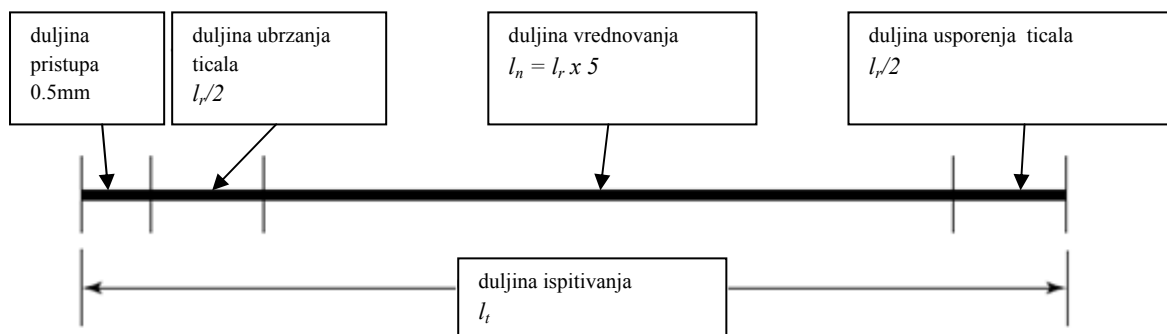 duljina
pristupa
0.5mm
duljina ubrzanja
ticala
lr/2
duljina vrednovanja
ln = lr x 5
duljina usporenja ticala
lr/2
duljina ispitivanja
lt